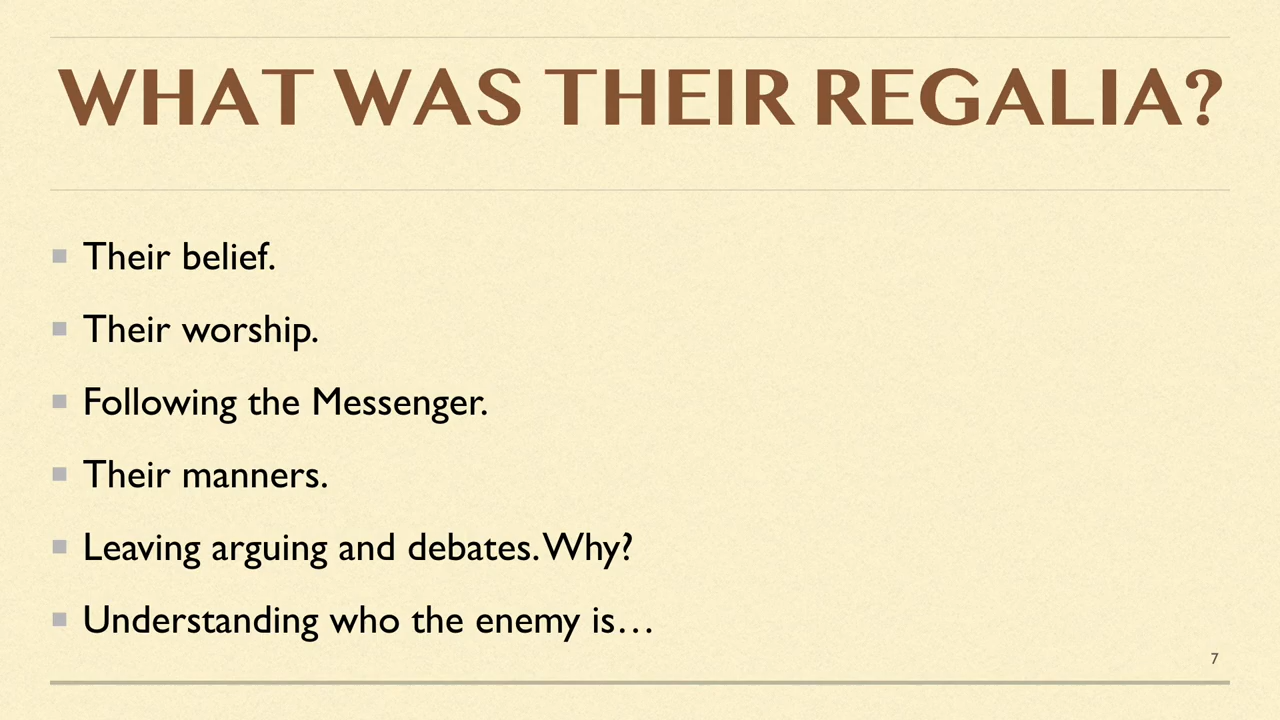 WHAT WAS THEIR REGALIA?
Their belief.
Their worship.
Following the Messenger.
Their manners.
Leaving arguing and debates. Why?
Understanding who the enemy is…
7